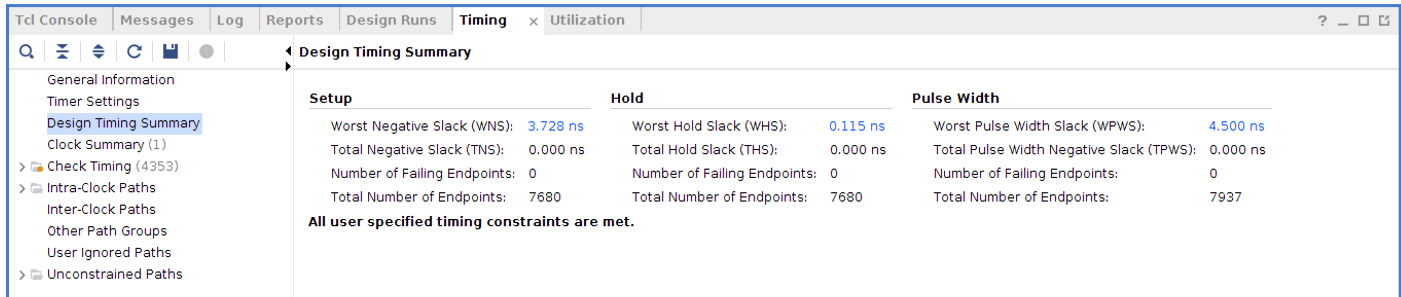 Tcl Console Messages Log Reports Design Runs Timing × Utilization ?
Design Timing Summary
General Information
Timer Settings
Design Timing Summary
Clock Summary (1)
Check Timing (4353)
Intra-Clock Paths
Inter-Clock Paths
Other Path Groups
User Ignored Paths
Unconstrained Paths
Setup Hold Pulse Width
Worst Negative Slack (WNS): 3.728 ns Worst Hold Slack (WHS): 0.115 ns Worst Pulse Width Slack (WPWS): 4.500 ns
Total Negative Slack (TNS): 0.000 ns Total Hold Slack (THS): 0.000 ns Total Pulse Width Negative Slack (TPWS): 0.000 ns
Number of Failing Endpoints: 0 Number of Failing Endpoints: 0 Number of Failing Endpoints: 0
Total Number of Endpoints: 7680 Total Number of Endpoints: 7680 Total Number of Endpoints: 7937
All user specified timing constraints are met.